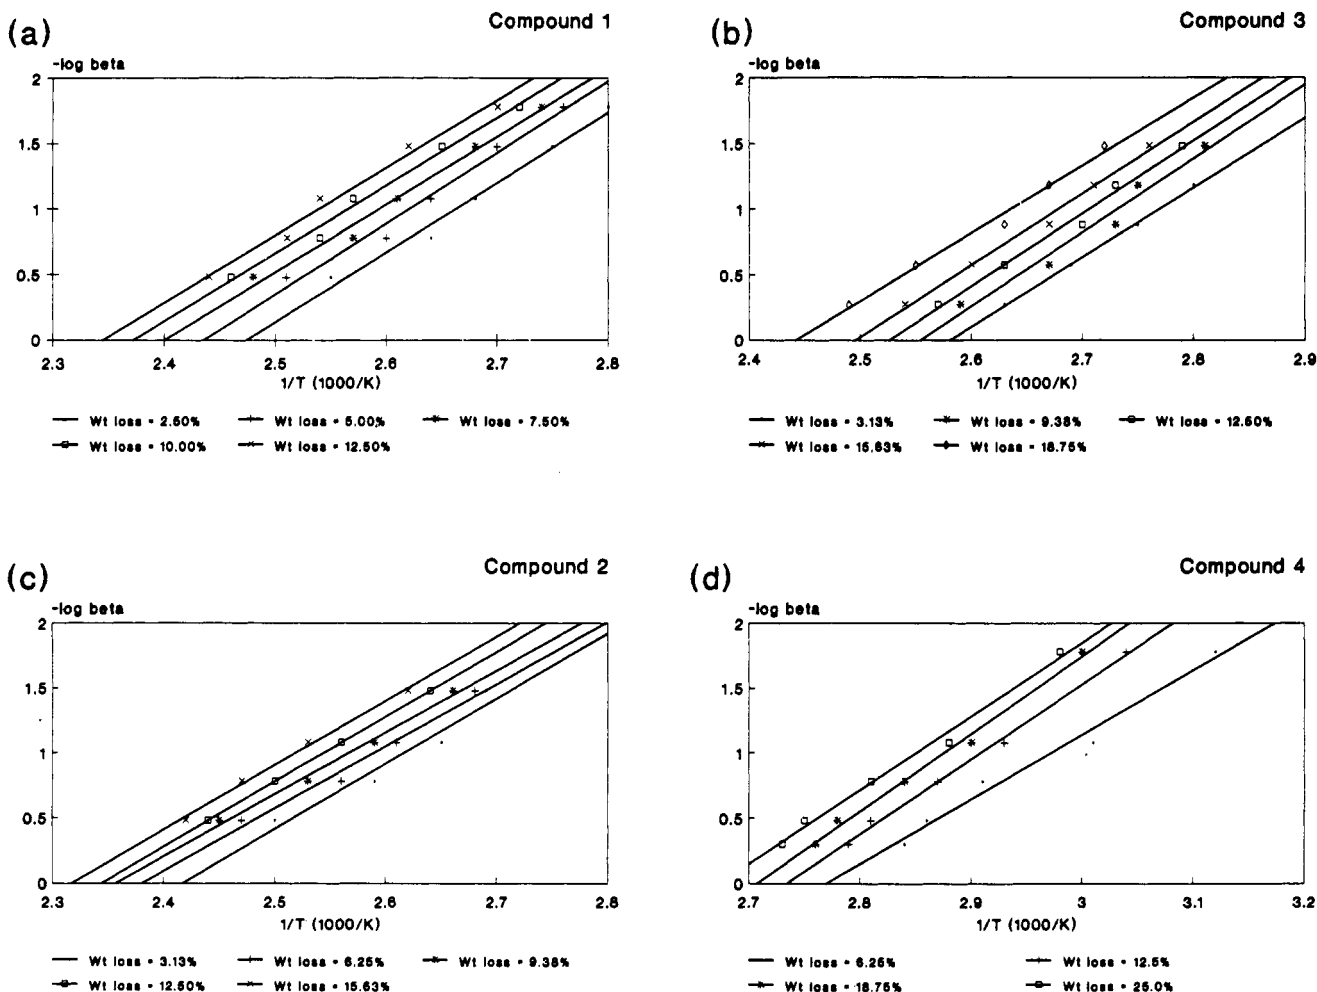 (a)
Compound 1
-log beta
2
1.5
1
0.5
0
2.3 2.4 2.5 2.6 2.7 2.8
1/T (1000/K)
Wt loss = 2.50% Wt loss = 5.00% Wt loss = 7.50%
Wt loss = 10.00% Wt loss = 12.50%
(b)
Compound 3
-log beta
2
1.5
1
0.5
0
2.4 2.5 2.6 2.7 2.8 2.9
1/T (1000/K)
Wt loss = 3.13% Wt loss = 9.38% Wt loss = 12.50%
Wt loss = 15.63% Wt loss = 18.75%
(c)
Compound 2
-log beta
2
1.5
1
0.5
0
2.3 2.4 2.5 2.6 2.7 2.8
1/T (1000/K)
Wt loss = 3.13% Wt loss = 6.25% Wt loss = 9.38%
Wt loss = 12.50% Wt loss = 15.63%
(d)
Compound 4
-log beta
2
1.5
1
0.5
0
2.7 2.8 2.9 3 3.1 3.2
1/T (1000/K)
Wt loss = 6.25% Wt loss = 12.5%
Wt loss = 18.75% Wt loss = 25.0%